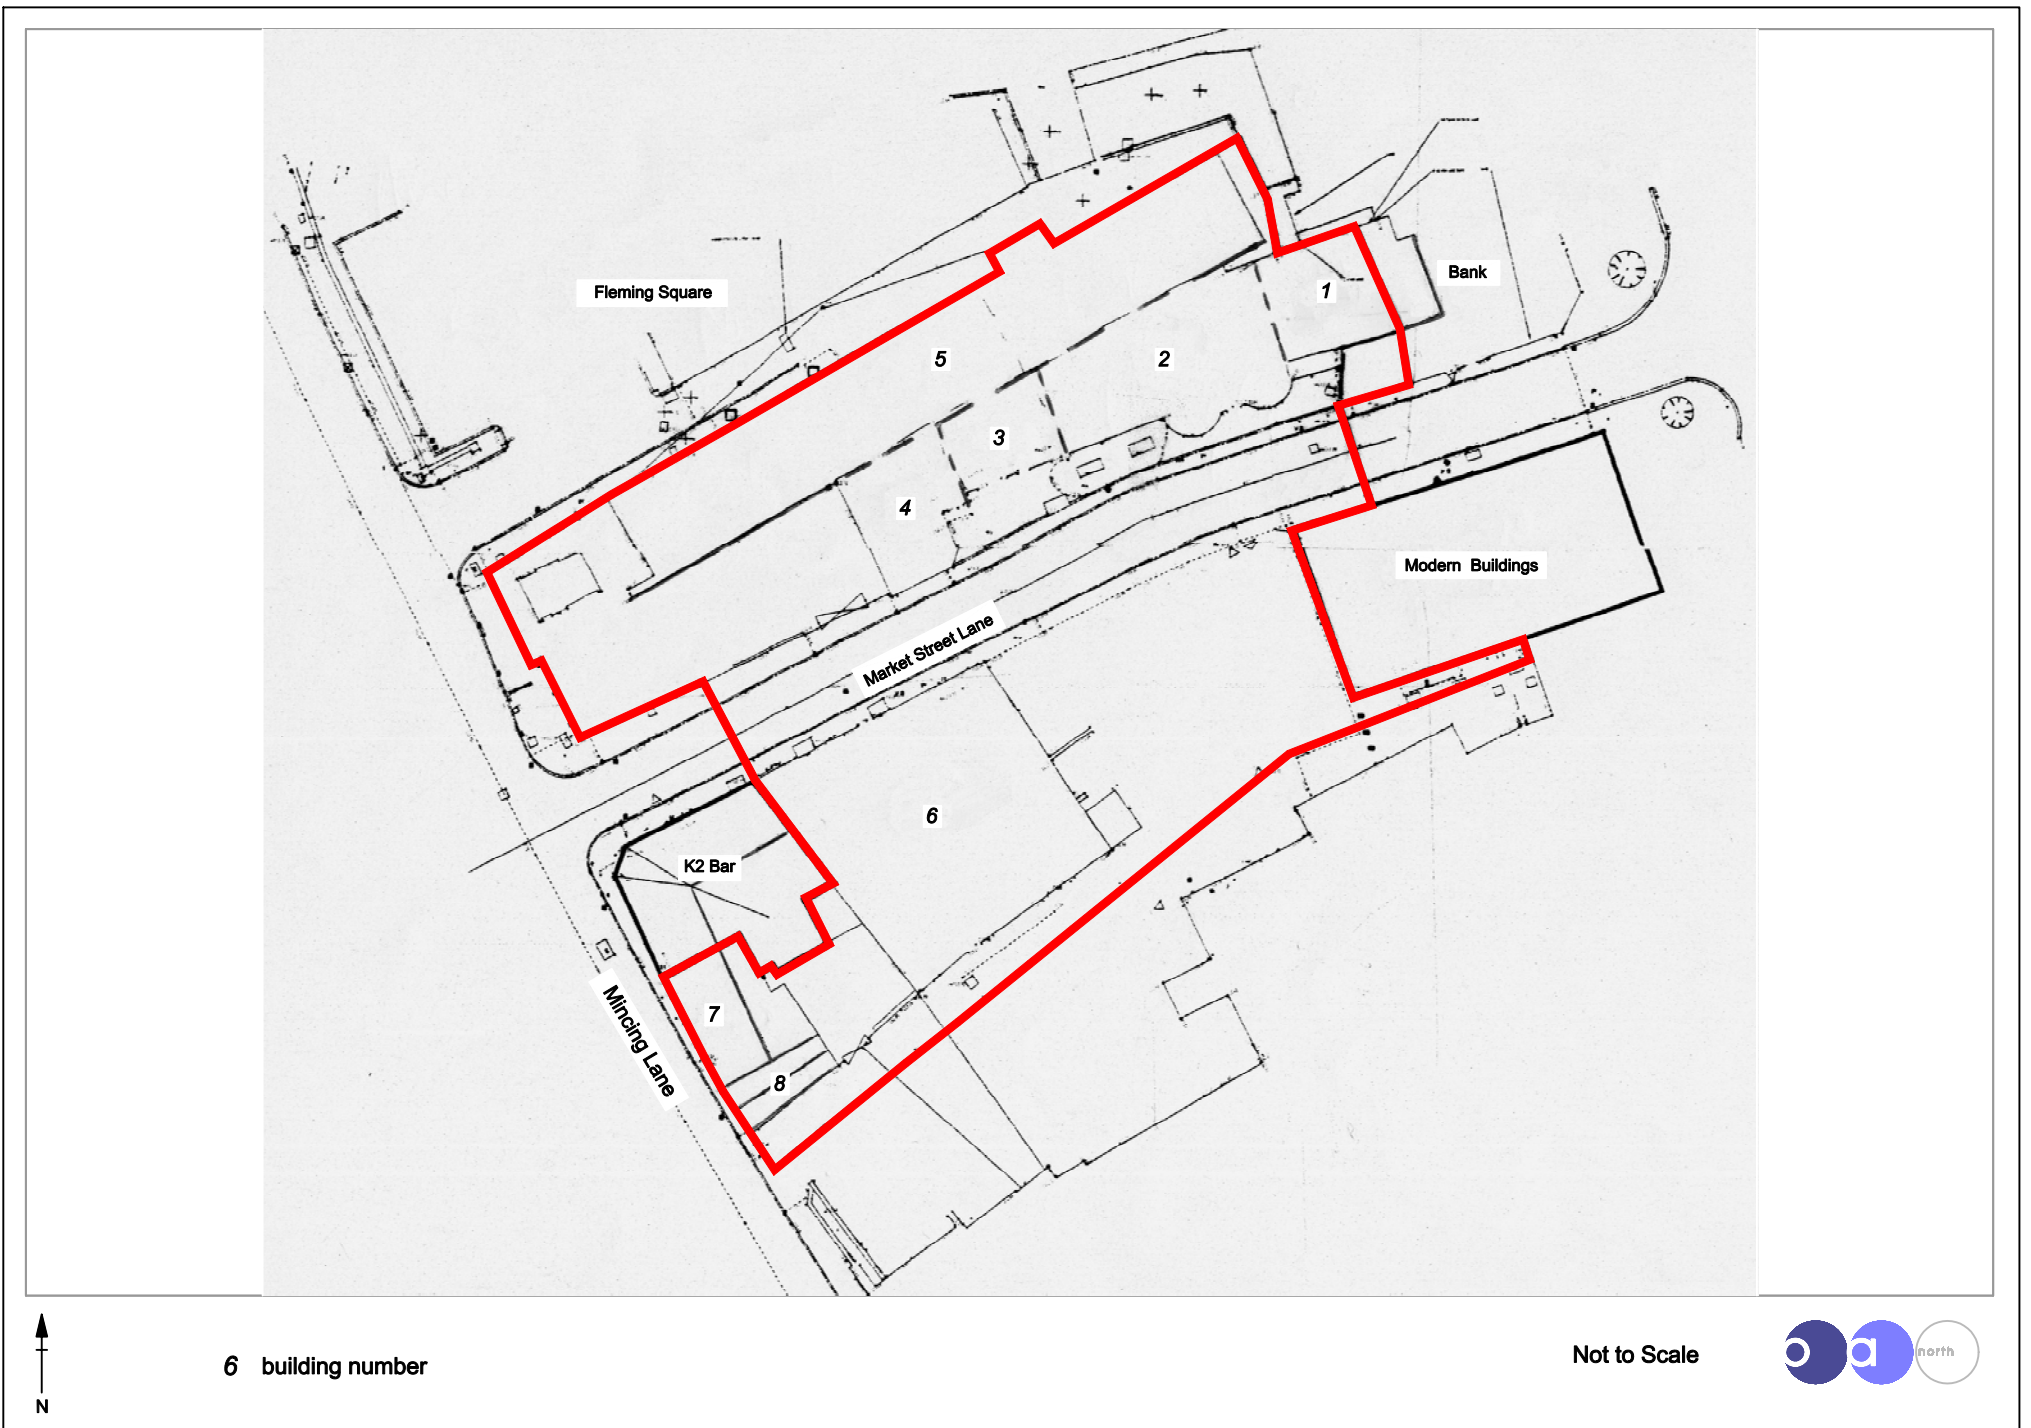 Fleming Square
Bank
1
2
5
3
4
Modern  Buildings
Market Street Lane
6
K2 Bar
7
Mincing Lane
8
N
6 building number
Not to Scale
oa north